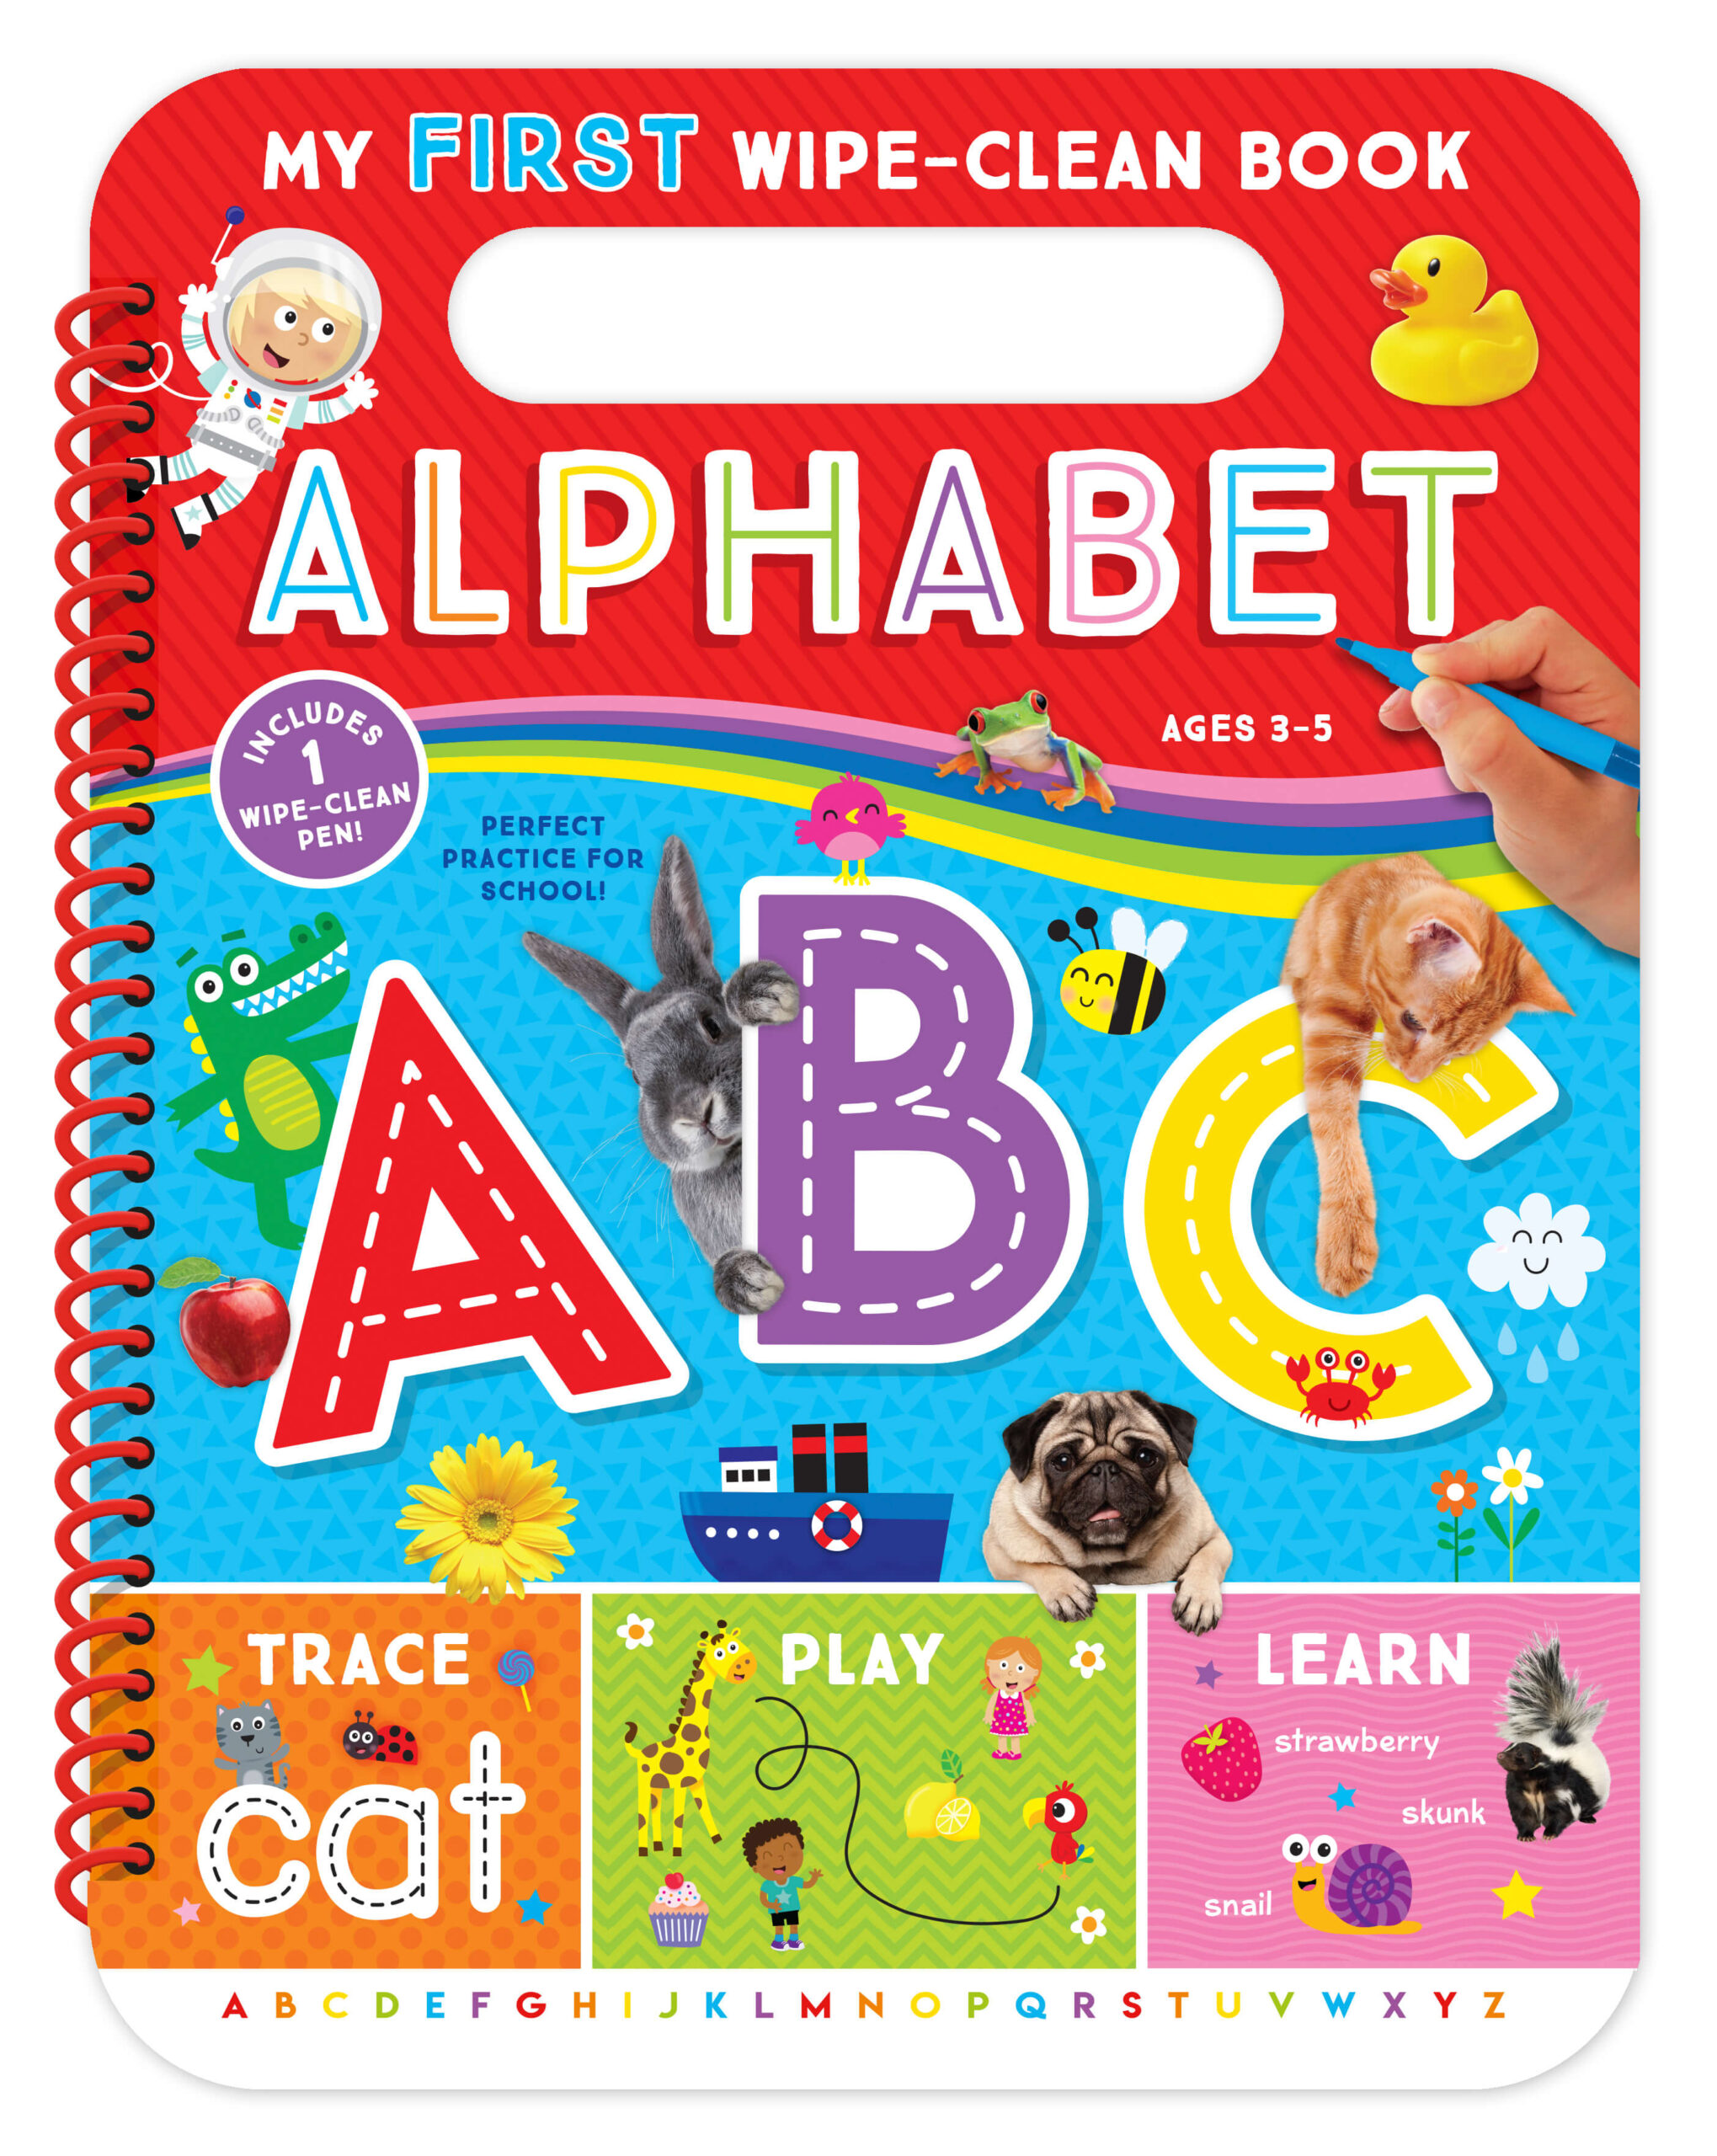 MY FIRST WIPE-CLEAN BOOK
ALPHABET
AGES 3-5
INCLUDES
1
WIPE-CLEAN
PEN!
PERFECT
PRACTICE FOR
SCHOOL!
ABC
TRACE
cat
PLAY
LEARN
strawberry
skunk
snail
A B C D E F G H I J K L M N O P Q R S T U V W X Y Z